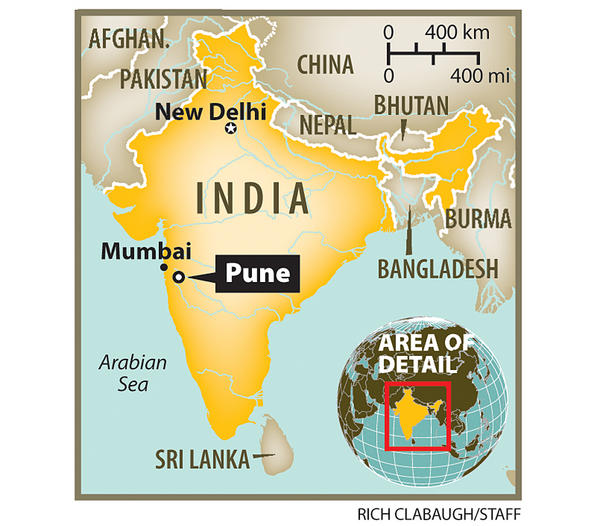 AFGHAN.
0 400 km
0 400 mi
CHINA
PAKISTAN
BHUTAN
New Delhi
NEPAL
INDIA
BURMA
Mumbai
Pune
BANGLADESH
AREA OF
DETAIL
Arabian
Sea
SRI LANKA
RICH CLABAUGH/STAFF